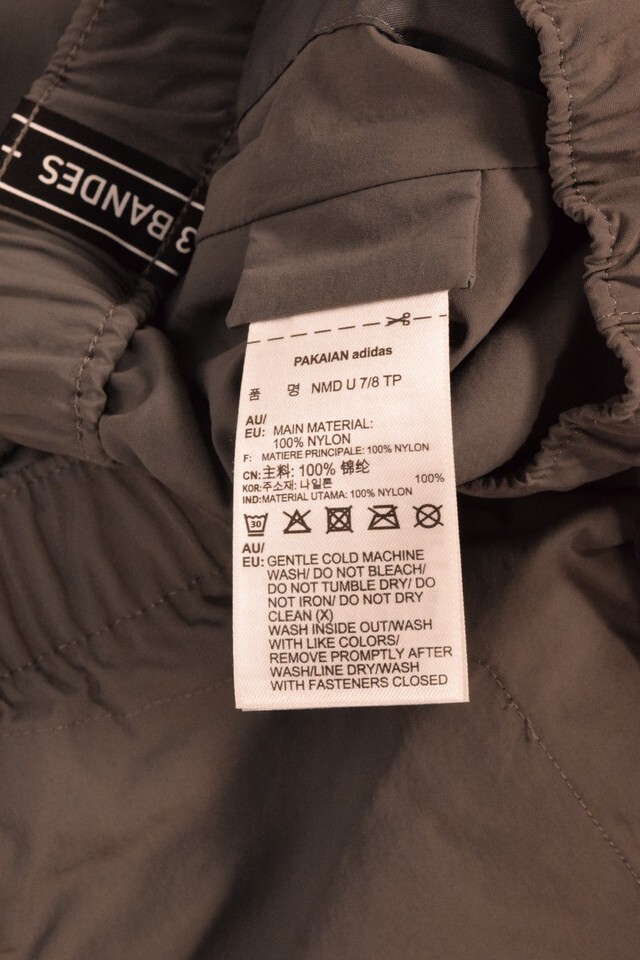 3 BANDES
PAKAIAN adidas
품 명 NMD U 7/8 TP
AU/
EU: MAIN MATERIAL:
100% NYLON
F: MATIERE PRINCIPALE: 100% NYLON
CN: 主料: 100% 锦纶
KOR: 주소재: 나일론 100%
IND: MATERIAL UTAMA: 100% NYLON
30
AU/
EU: GENTLE COLD MACHINE
WASH/ DO NOT BLEACH/
DO NOT TUMBLE DRY/ DO
NOT IRON/ DO NOT DRY
CLEAN (X)
WASH INSIDE OUT/WASH
WITH LIKE COLORS/
REMOVE PROMPTLY AFTER
WASH/LINE DRY/WASH
WITH FASTENERS CLOSED